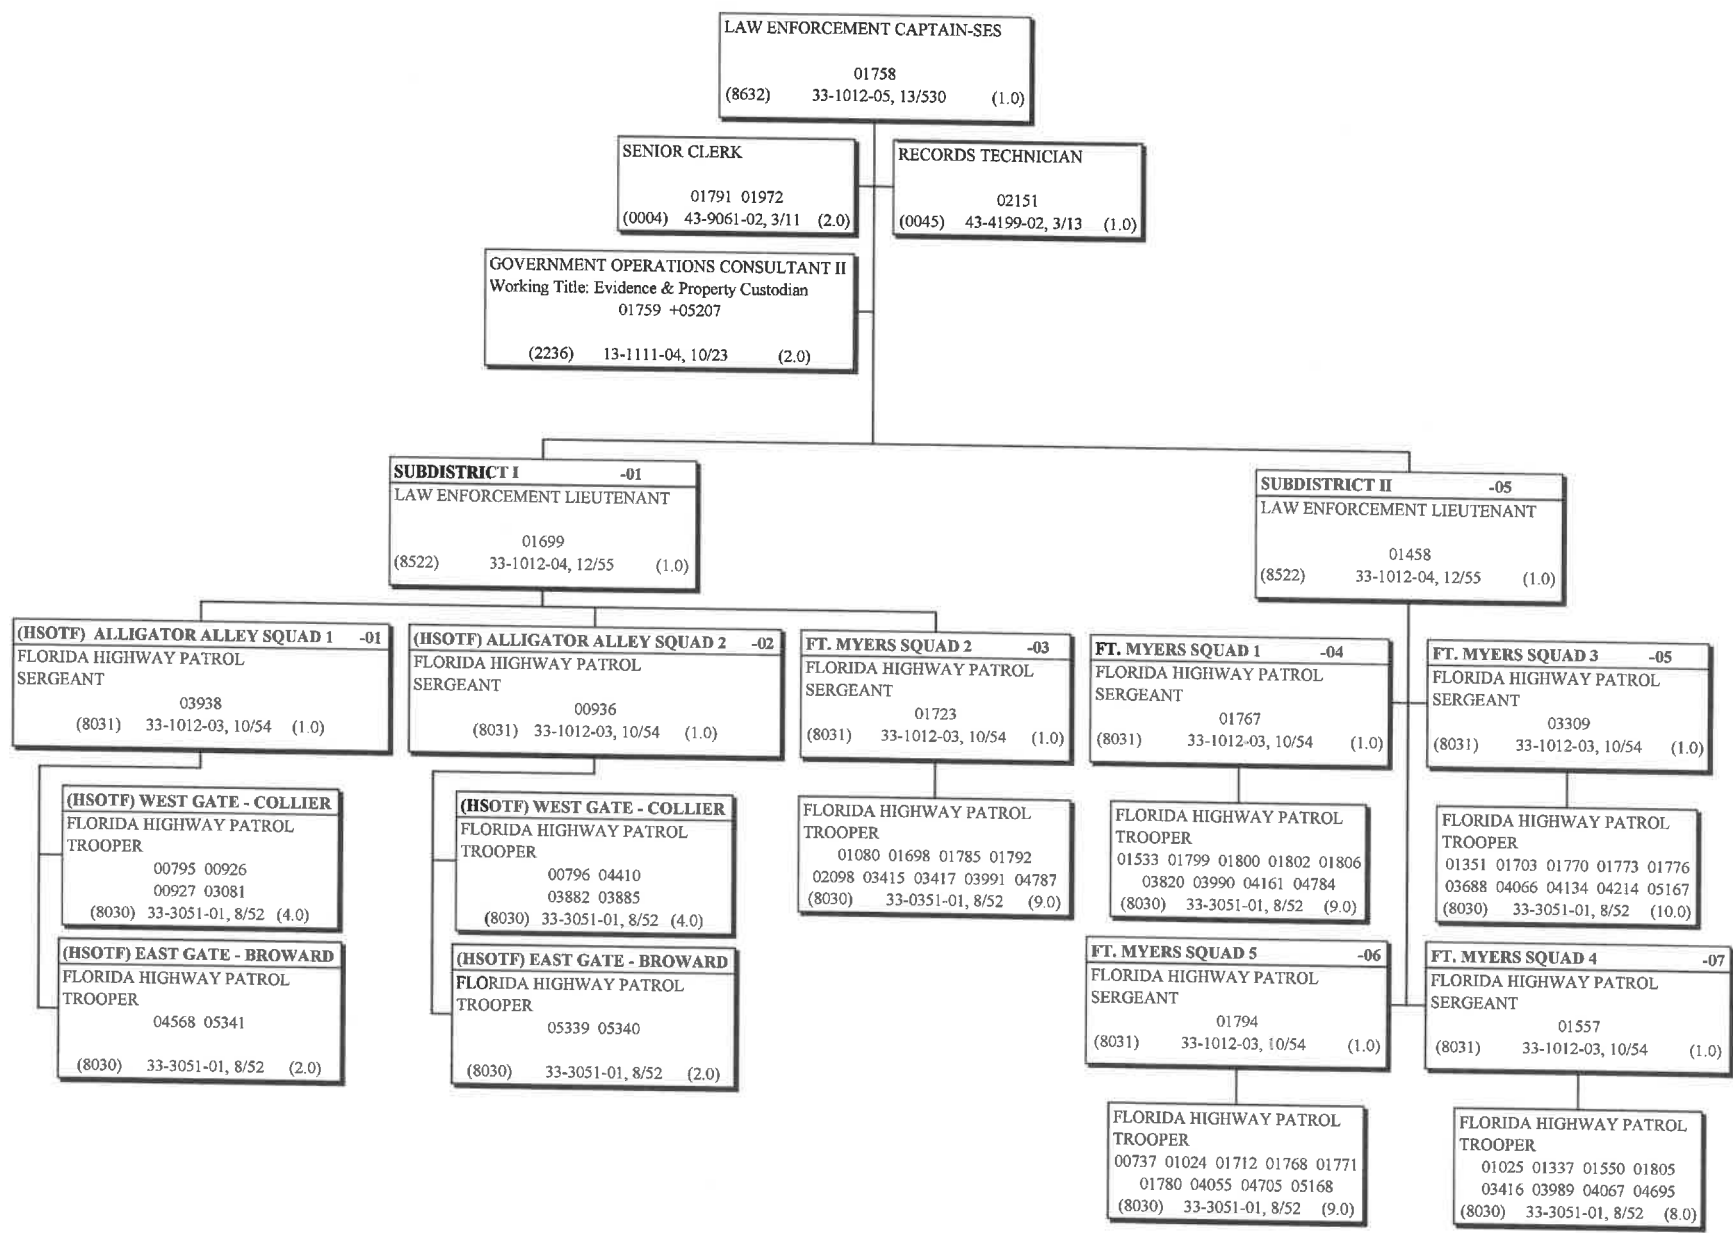 LAW ENFORCEMENT CAPTAIN-SES
01758
(8632) 33-1012-05, 13/530 (1.0)
SENIOR CLERK
01791 01972
(0004) 43-9061-02, 3/11 (2.0)
RECORDS TECHNICIAN
02151
(0045) 43-4199-02, 3/13 (1.0)
GOVERNMENT OPERATIONS CONSULTANT II
Working Title: Evidence & Property Custodian
01759 +05207
(2236) 13-1111-04, 10/23 (2.0)
SUBDISTRICT I -01
LAW ENFORCEMENT LIEUTENANT
01699
(8522) 33-1012-04, 12/55 (1.0)
SUBDISTRICT II -05
LAW ENFORCEMENT LIEUTENANT
01458
(8522) 33-1012-04, 12/55 (1.0)
(HSOTF) ALLIGATOR ALLEY SQUAD 1 -01
FLORIDA HIGHWAY PATROL
SERGEANT
03938
(8031) 33-1012-03, 10/54 (1.0)
(HSOTF) ALLIGATOR ALLEY SQUAD 2 -02
FLORIDA HIGHWAY PATROL
SERGEANT
00936
(8031) 33-1012-03, 10/54 (1.0)
FT. MYERS SQUAD 2 -03
FLORIDA HIGHWAY PATROL
SERGEANT
01723
(8031) 33-1012-03, 10/54 (1.0)
FT. MYERS SQUAD 1 -04
FLORIDA HIGHWAY PATROL
SERGEANT
01767
(8031) 33-1012-03, 10/54 (1.0)
FT. MYERS SQUAD 3 -05
FLORIDA HIGHWAY PATROL
SERGEANT
03309
(8031) 33-1012-03, 10/54 (1.0)
(HSOTF) WEST GATE - COLLIER
FLORIDA HIGHWAY PATROL
TROOPER
00795 00926
00927 03081
(8030) 33-3051-01, 8/52 (4.0)
(HSOTF) WEST GATE - COLLIER
FLORIDA HIGHWAY PATROL
TROOPER
00796 04410
03882 03885
(8030) 33-3051-01, 8/52 (4.0)
FLORIDA HIGHWAY PATROL
TROOPER
01080 01698 01785 01792
02098 03415 03417 03991 04787
(8030) 33-0351-01, 8/52 (9.0)
FLORIDA HIGHWAY PATROL
TROOPER
01533 01799 01800 01802 01806
03820 03990 04161 04784
(8030) 33-3051-01, 8/52 (9.0)
FLORIDA HIGHWAY PATROL
TROOPER
01351 01703 01770 01773 01776
03688 04066 04134 04214 05167
(8030) 33-3051-01, 8/52 (10.0)
(HSOTF) EAST GATE - BROWARD
FLORIDA HIGHWAY PATROL
TROOPER
04568 05341
(8030) 33-3051-01, 8/52 (2.0)
(HSOTF) EAST GATE - BROWARD
FLORIDA HIGHWAY PATROL
TROOPER
05339 05340
(8030) 33-3051-01, 8/52 (2.0)
FT. MYERS SQUAD 5 -06
FLORIDA HIGHWAY PATROL
SERGEANT
01794
(8031) 33-1012-03, 10/54 (1.0)
FT. MYERS SQUAD 4 -07
FLORIDA HIGHWAY PATROL
SERGEANT
01557
(8031) 33-1012-03, 10/54 (1.0)
FLORIDA HIGHWAY PATROL
TROOPER
00737 01024 01712 01768 01771
01780 04055 04705 05168
(8030) 33-3051-01, 8/52 (9.0)
FLORIDA HIGHWAY PATROL
TROOPER
01025 01337 01550 01805
03416 03989 04067 04695
(8030) 33-3051-01, 8/52 (8.0)